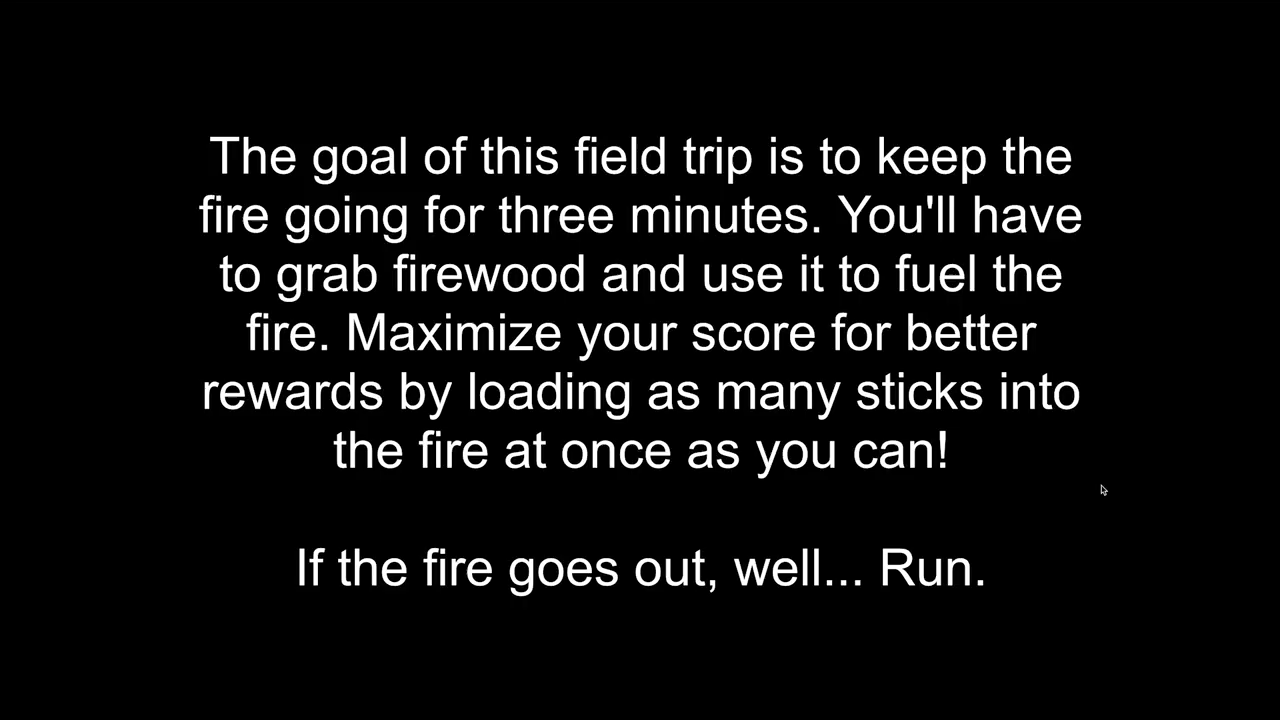 The goal of this field trip is to keep the
fire going for three minutes. You'll have
to grab firewood and use it to fuel the
fire. Maximize your score for better
rewards by loading as many sticks into
the fire at once as you can!
If the fire goes out, well... Run.